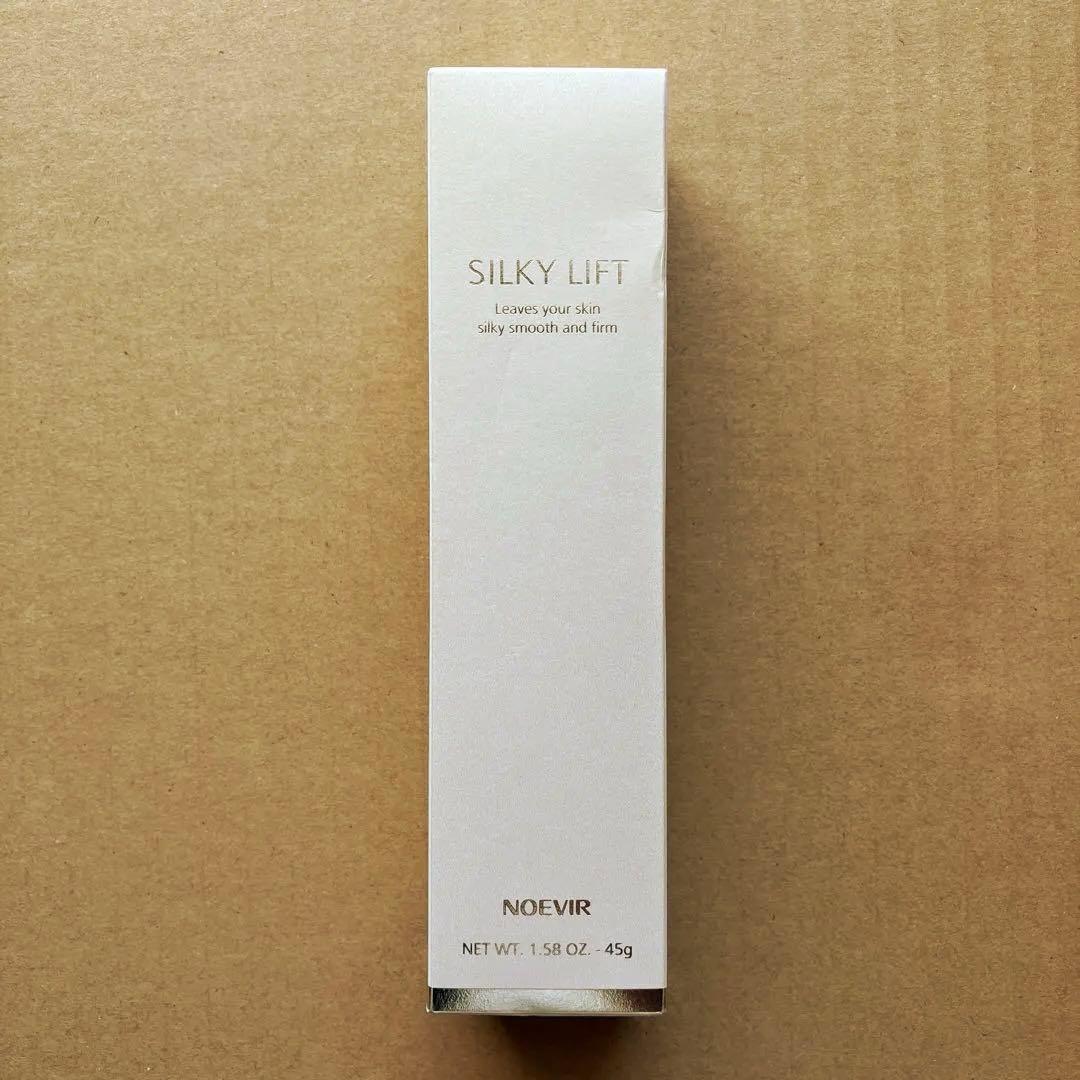 SILKY LIFT
Leaves your skin
silky smooth and firm
NOEVIR
NET WT. 1.58 OZ. - 45g